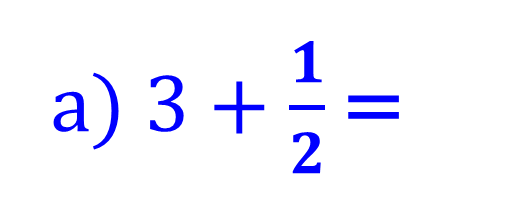 a) 3 + 1/2 =